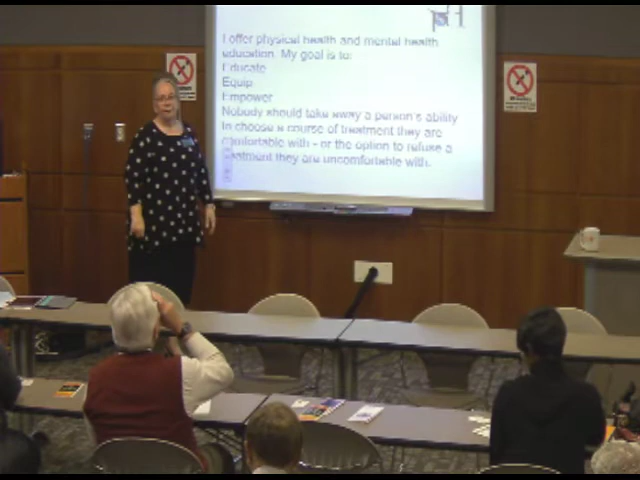 I offer physical health and mental health
education. My goal is to:
Educate
Equip
Empower
Nobody should take away a person's ability
to choose a course of treatment they are
comfortable with - or the option to refuse a
treatment they are uncomfortable with.